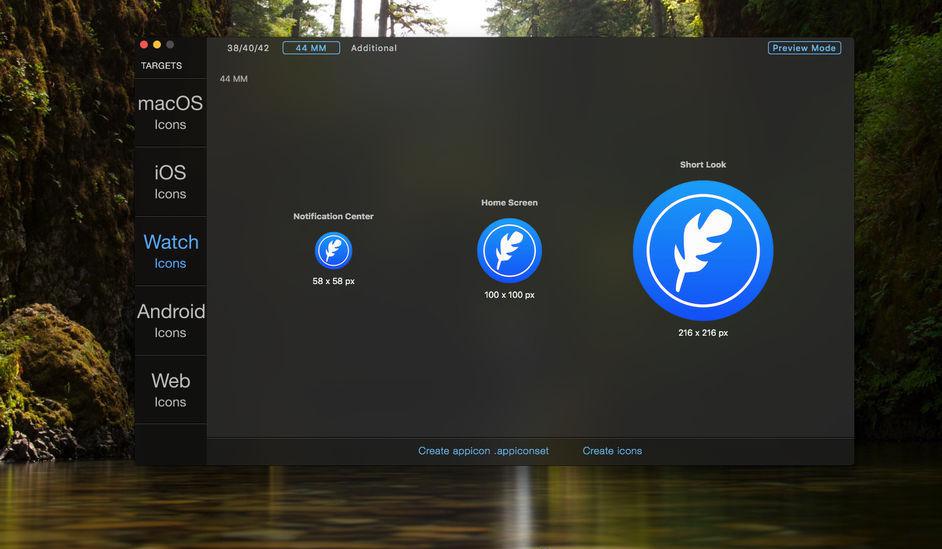 38/40/42
44 MM
Additional
Preview Mode
TARGETS
44 MM
macOS
Icons
iOS
Icons
Watch
Icons
Android
Icons
Web
Icons
Notification Center
58 x 58 px
Home Screen
100 x 100 px
Short Look
216 x 216 px
Create appicon .appiconset
Create icons